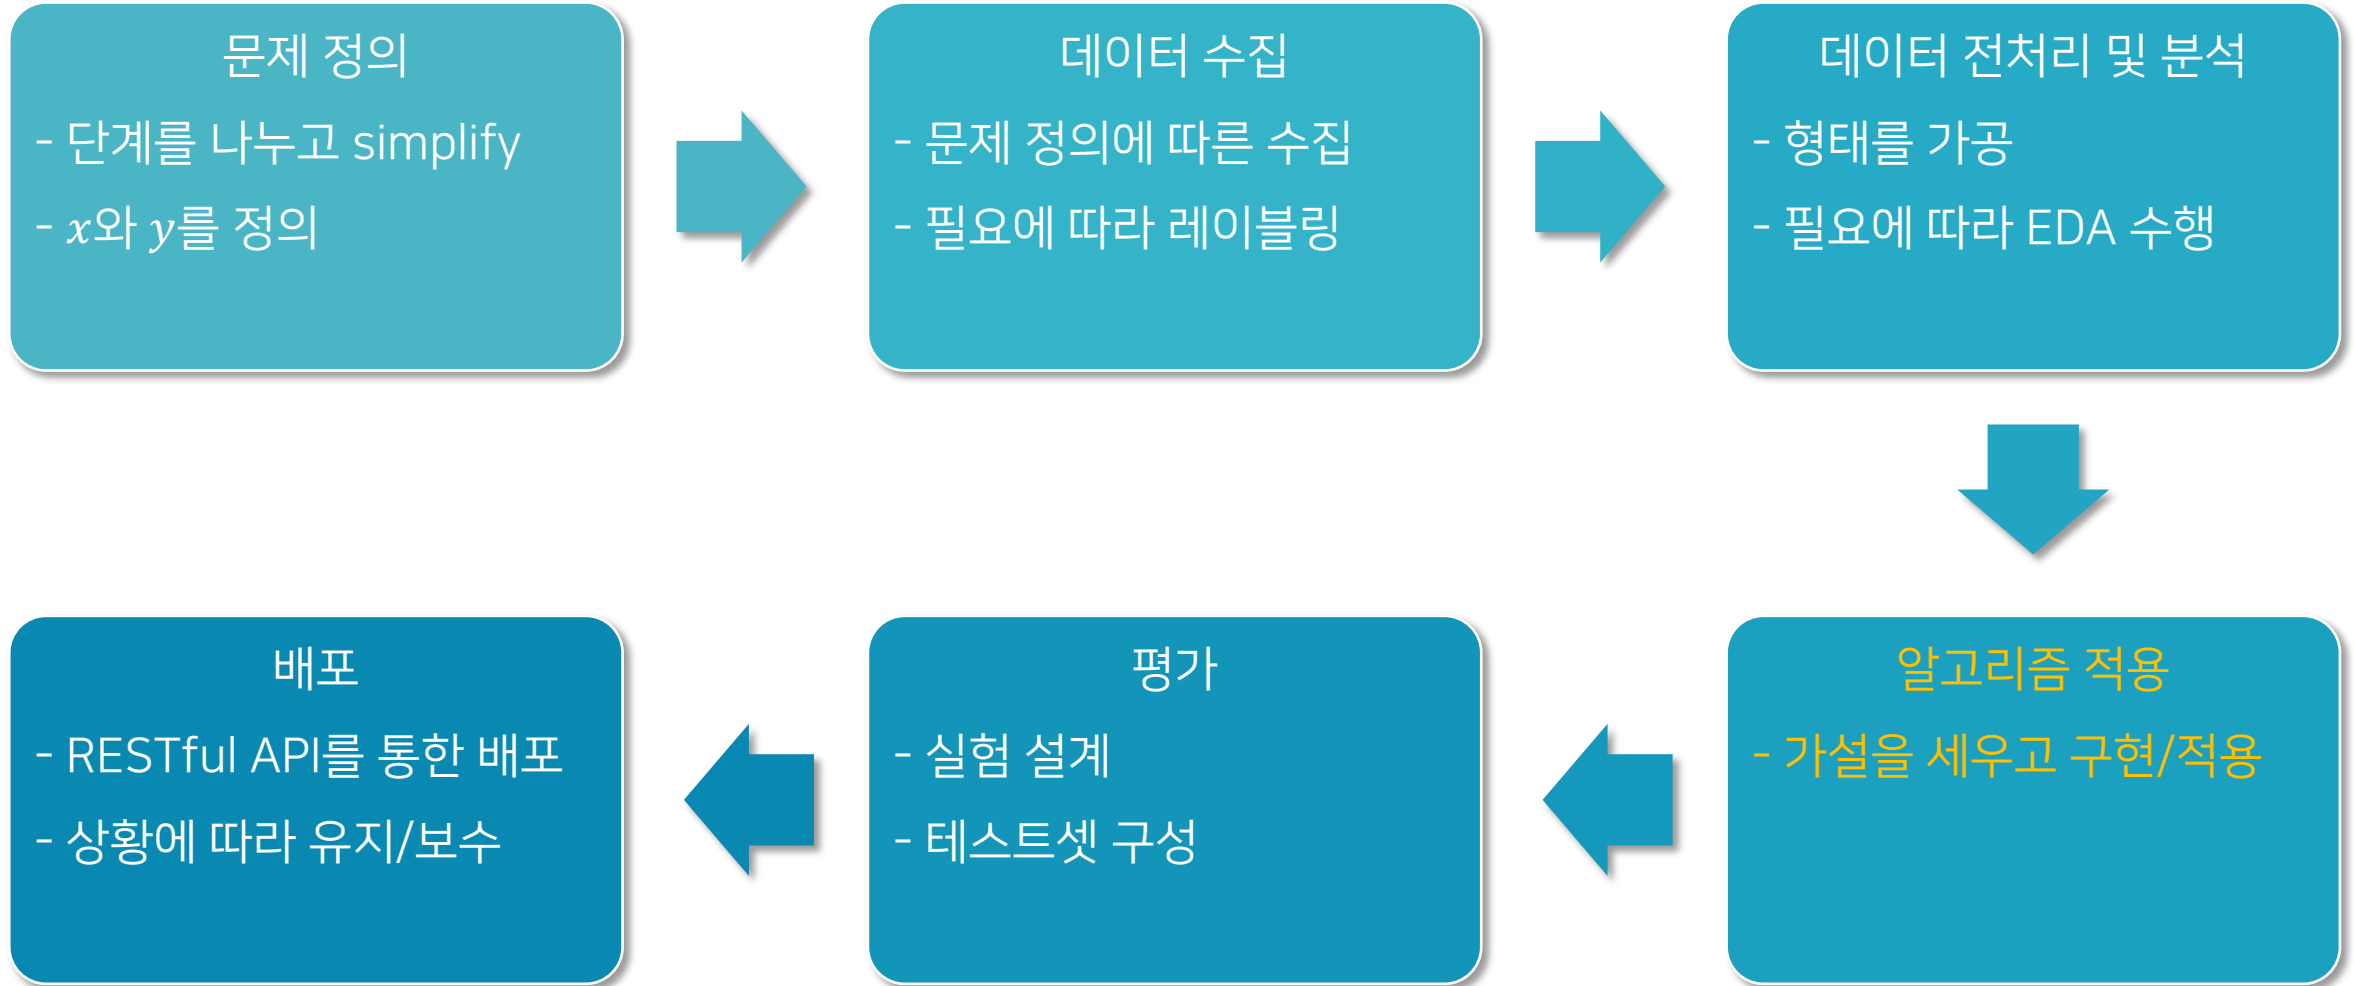 문제 정의
- 단계를 나누고 simplify
- x와 y를 정의
데이터 수집
- 문제 정의에 따른 수집
- 필요에 따라 레이블링
데이터 전처리 및 분석
- 형태를 가공
- 필요에 따라 EDA 수행
알고리즘 적용
- 가설을 세우고 구현/적용
평가
- 실험 설계
- 테스트셋 구성
배포
- RESTful API를 통한 배포
- 상황에 따라 유지/보수